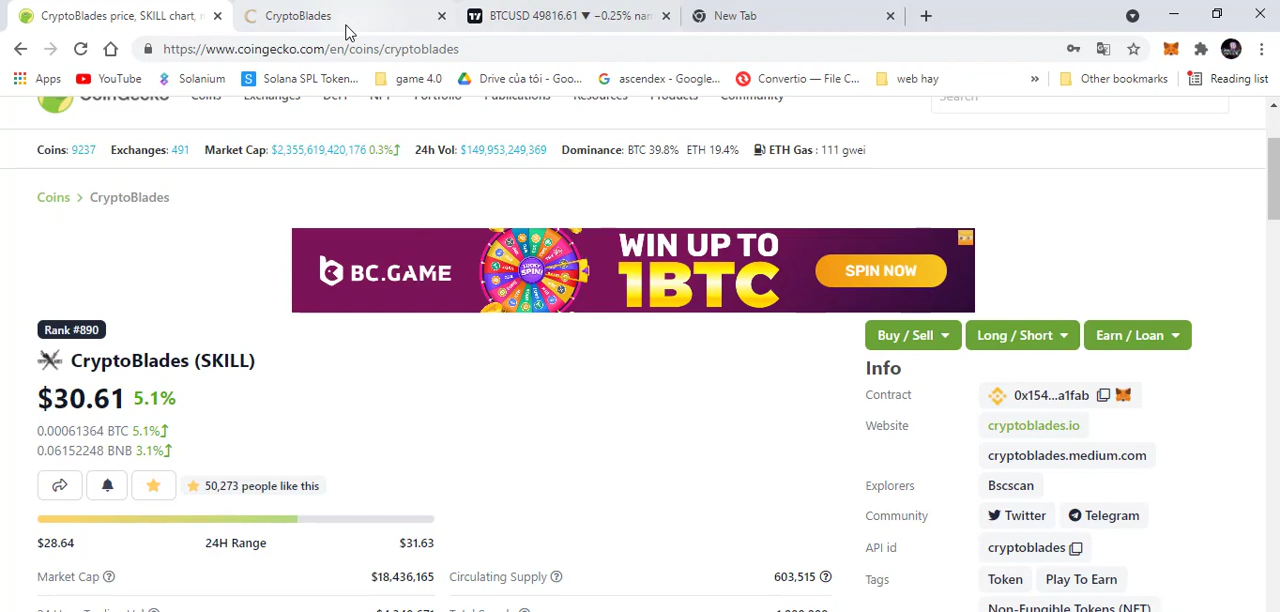 CryptoBlades price, SKILL chart, n
CryptoBlades
BTCUSD 49816.61 ▼ −0.25% nan
New Tab
https://www.coingecko.com/en/coins/cryptoblades
Apps
YouTube
Solanium
Solana SPL Token...
game 4.0
Drive của tôi - Goo...
ascendex - Google...
Convertio — File C...
web hay
»
Other bookmarks
Reading list
CoinGecko
Coins
Exchanges
DeFi
NFT
Portfolio
Publications
Resources
Products
Community
Search
Coins: 9237 Exchanges: 491 Market Cap: $2,355,619,420,176 0.3% 24h Vol: $149,953,249,369 Dominance: BTC 39.8% ETH 19.4% ETH Gas : 111 gwei
Coins > CryptoBlades
BC.GAME
LUCKY SPIN!
WIN UP TO
1BTC
SPIN NOW
Rank #890
CryptoBlades (SKILL)
$30.61 5.1%
0.00061364 BTC 5.1%
0.06152248 BNB 3.1%
50,273 people like this
$28.64 24H Range $31.63
Market Cap $18,436,165
Circulating Supply 603,515
Buy / Sell
Long / Short
Earn / Loan
Info
Contract 0x154...a1fab
Website cryptoblades.io
cryptoblades.medium.com
Explorers Bscscan
Community Twitter Telegram
API id cryptoblades
Tags Token Play To Earn
Non-Fungible Tokens (NFT)